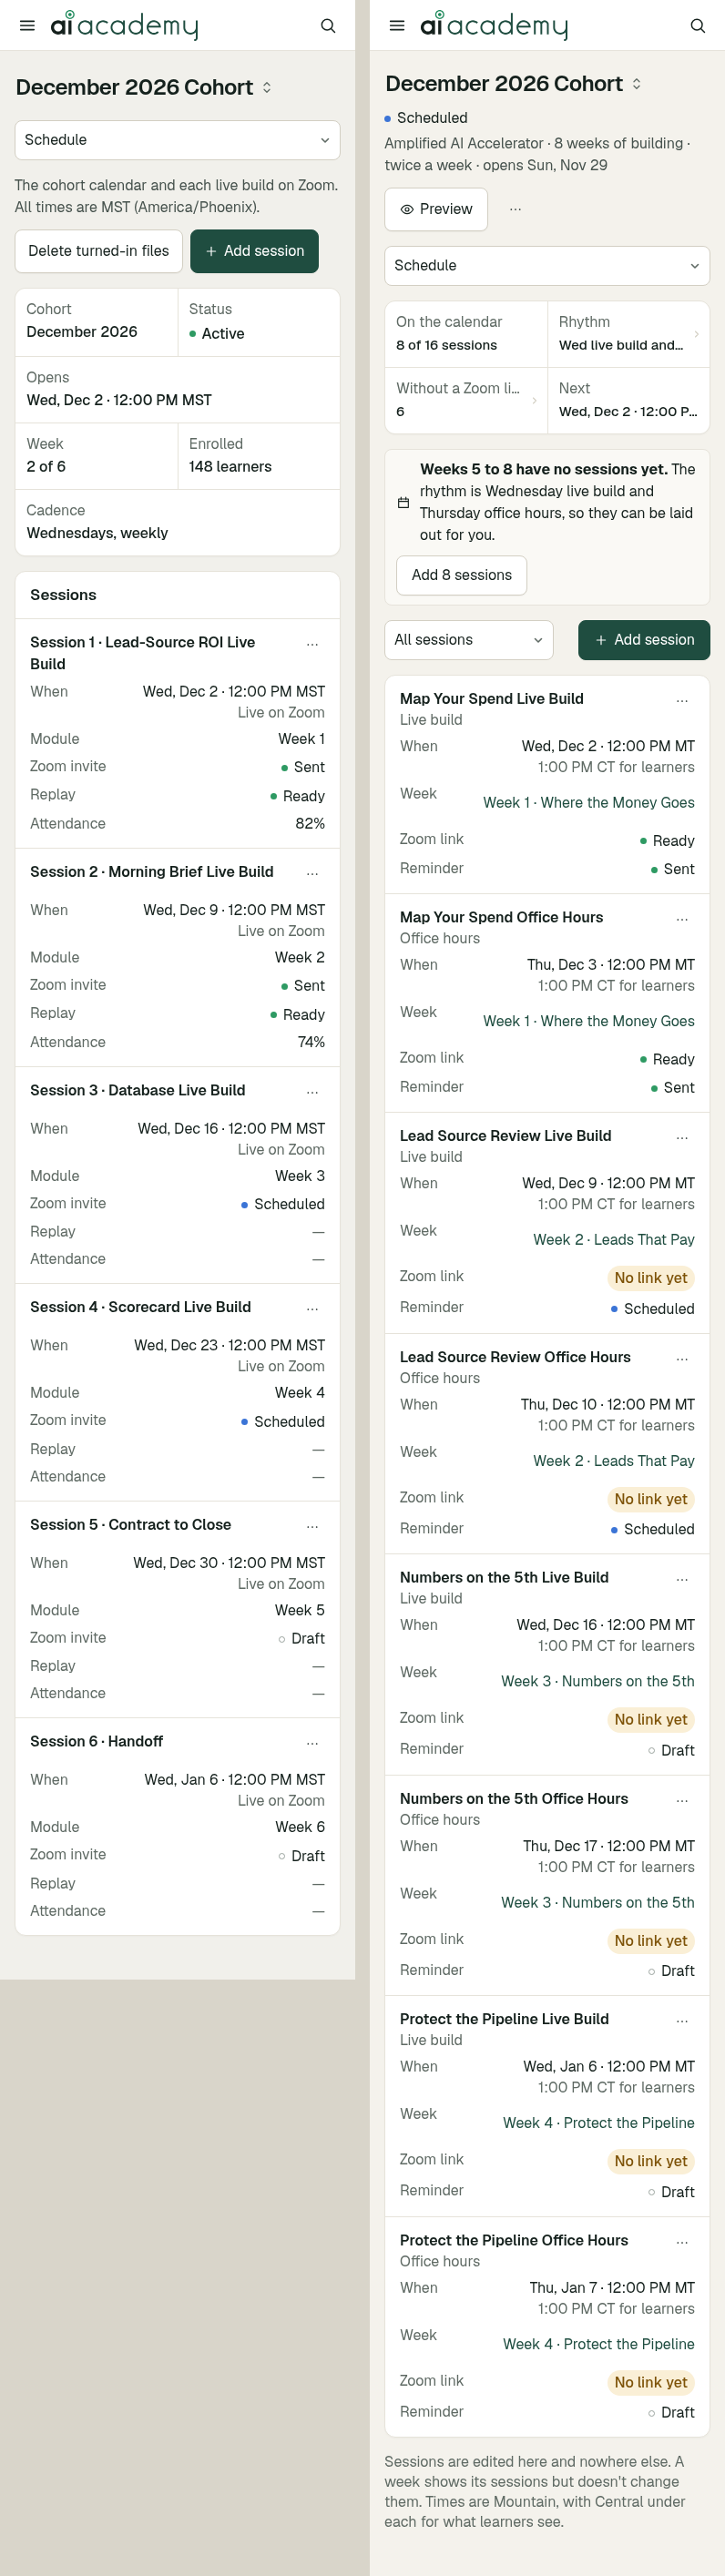 ai academy
December 2026 Cohort
Schedule
The cohort calendar and each live build on Zoom.
All times are MST (America/Phoenix).
Delete turned-in files
+ Add session
Cohort
December 2026
Status
Active
Opens
Wed, Dec 2 · 12:00 PM MST
Week
2 of 6
Enrolled
148 learners
Cadence
Wednesdays, weekly
Sessions
Session 1 · Lead-Source ROI Live
Build
...
When
Wed, Dec 2 · 12:00 PM MST
Live on Zoom
Module
Week 1
Zoom invite
Sent
Replay
Ready
Attendance
82%
Session 2 · Morning Brief Live Build
...
When
Wed, Dec 9 · 12:00 PM MST
Live on Zoom
Module
Week 2
Zoom invite
Sent
Replay
Ready
Attendance
74%
Session 3 · Database Live Build
...
When
Wed, Dec 16 · 12:00 PM MST
Live on Zoom
Module
Week 3
Zoom invite
Scheduled
Replay
—
Attendance
—
Session 4 · Scorecard Live Build
...
When
Wed, Dec 23 · 12:00 PM MST
Live on Zoom
Module
Week 4
Zoom invite
Scheduled
Replay
—
Attendance
—
Session 5 · Contract to Close
...
When
Wed, Dec 30 · 12:00 PM MST
Live on Zoom
Module
Week 5
Zoom invite
Draft
Replay
—
Attendance
—
Session 6 · Handoff
...
When
Wed, Jan 6 · 12:00 PM MST
Live on Zoom
Module
Week 6
Zoom invite
Draft
Replay
—
Attendance
—
ai academy
December 2026 Cohort
Scheduled
Amplified AI Accelerator · 8 weeks of building ·
twice a week · opens Sun, Nov 29
Preview
...
Schedule
On the calendar
8 of 16 sessions
Rhythm
Wed live build and...
Without a Zoom li...
6
Next
Wed, Dec 2 · 12:00 P...
Weeks 5 to 8 have no sessions yet. The
rhythm is Wednesday live build and
Thursday office hours, so they can be laid
out for you.
Add 8 sessions
All sessions
+ Add session
Map Your Spend Live Build
...
Live build
When
Wed, Dec 2 · 12:00 PM MT
1:00 PM CT for learners
Week
Week 1 · Where the Money Goes
Zoom link
Ready
Reminder
Sent
Map Your Spend Office Hours
...
Office hours
When
Thu, Dec 3 · 12:00 PM MT
1:00 PM CT for learners
Week
Week 1 · Where the Money Goes
Zoom link
Ready
Reminder
Sent
Lead Source Review Live Build
...
Live build
When
Wed, Dec 9 · 12:00 PM MT
1:00 PM CT for learners
Week
Week 2 · Leads That Pay
Zoom link
No link yet
Reminder
Scheduled
Lead Source Review Office Hours
...
Office hours
When
Thu, Dec 10 · 12:00 PM MT
1:00 PM CT for learners
Week
Week 2 · Leads That Pay
Zoom link
No link yet
Reminder
Scheduled
Numbers on the 5th Live Build
...
Live build
When
Wed, Dec 16 · 12:00 PM MT
1:00 PM CT for learners
Week
Week 3 · Numbers on the 5th
Zoom link
No link yet
Reminder
Draft
Numbers on the 5th Office Hours
...
Office hours
When
Thu, Dec 17 · 12:00 PM MT
1:00 PM CT for learners
Week
Week 3 · Numbers on the 5th
Zoom link
No link yet
Reminder
Draft
Protect the Pipeline Live Build
...
Live build
When
Wed, Jan 6 · 12:00 PM MT
1:00 PM CT for learners
Week
Week 4 · Protect the Pipeline
Zoom link
No link yet
Reminder
Draft
Protect the Pipeline Office Hours
...
Office hours
When
Thu, Jan 7 · 12:00 PM MT
1:00 PM CT for learners
Week
Week 4 · Protect the Pipeline
Zoom link
No link yet
Reminder
Draft
Sessions are edited here and nowhere else. A
week shows its sessions but doesn't change
them. Times are Mountain, with Central under
each for what learners see.